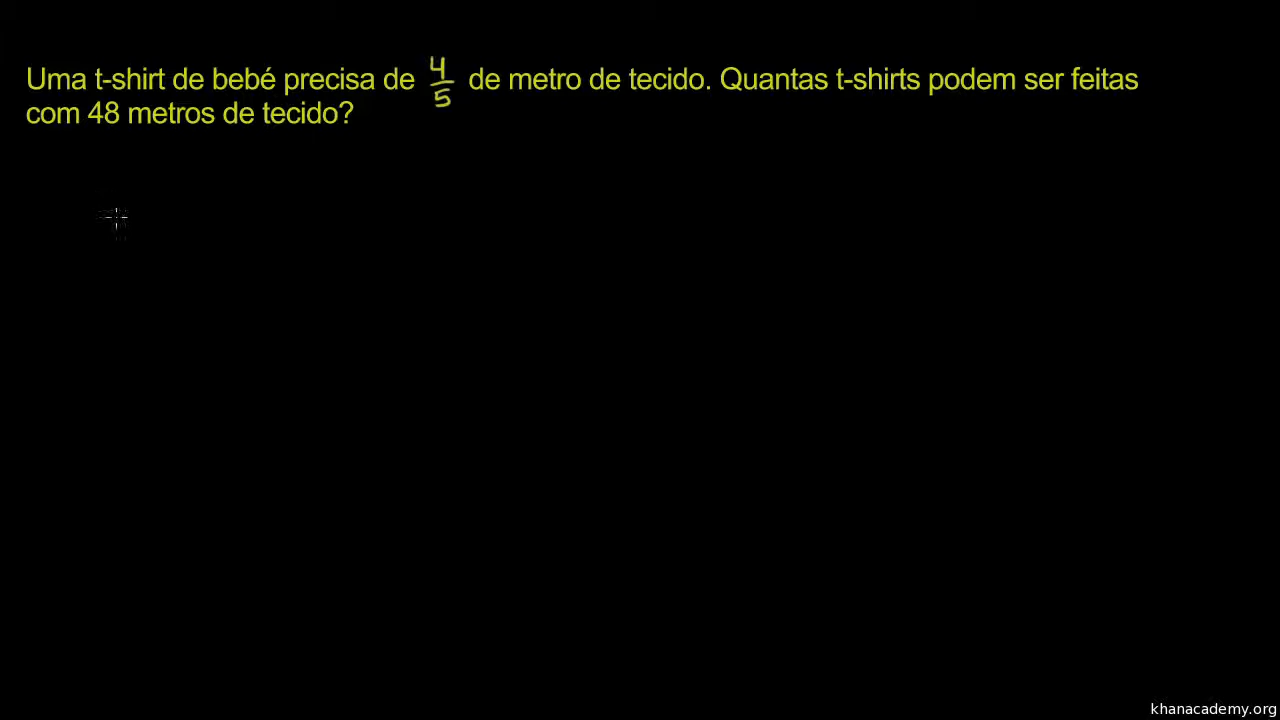 Uma t-shirt de bebé precisa de 4/5 de metro de tecido. Quantas t-shirts podem ser feitas
com 48 metros de tecido?
khanacademy.org